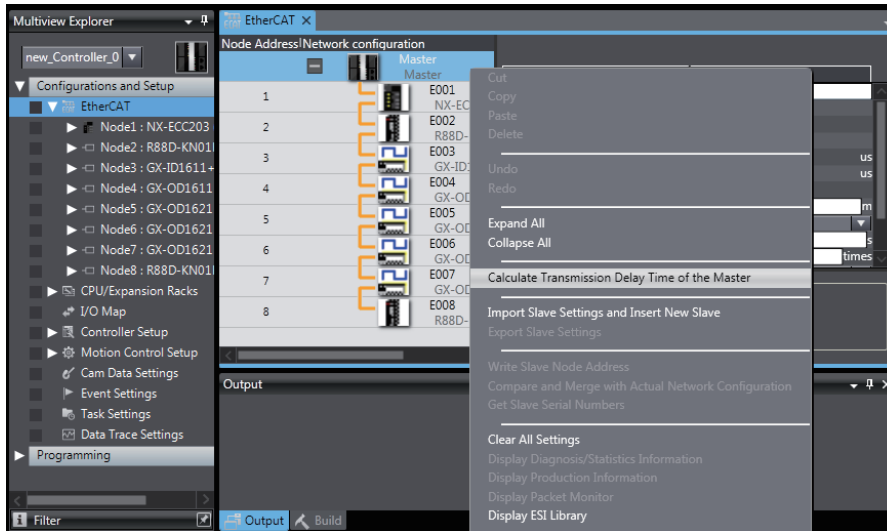 Multiview Explorer
new_Controller_0
Configurations and Setup
EtherCAT
Node1 : NX-ECC203
Node2 : R88D-KN01
Node3 : GX-ID1611+
Node4 : GX-OD1611
Node5 : GX-OD1621
Node6 : GX-OD1621
Node7 : GX-OD1621
Node8 : R88D-KN01
CPU/Expansion Racks
I/O Map
Controller Setup
Motion Control Setup
Cam Data Settings
Event Settings
Task Settings
Data Trace Settings
Programming
Filter
EtherCAT
Node Address Network configuration
Master
Master
1 E001
NX-EC
2 E002
R88D-
3 E003
GX-ID
4 E004
GX-OD
5 E005
GX-OD
6 E006
GX-OD
7 E007
GX-OD
8 E008
R88D-
Cut
Copy
Paste
Delete
Undo
Redo
Expand All
Collapse All
Calculate Transmission Delay Time of the Master
Import Slave Settings and Insert New Slave
Export Slave Settings
Write Slave Node Address
Compare and Merge with Actual Network Configuration
Get Slave Serial Numbers
Clear All Settings
Display Diagnosis/Statistics Information
Display Production Information
Display Packet Monitor
Display ESI Library
us
us
m
s
times
Output
Output
Build